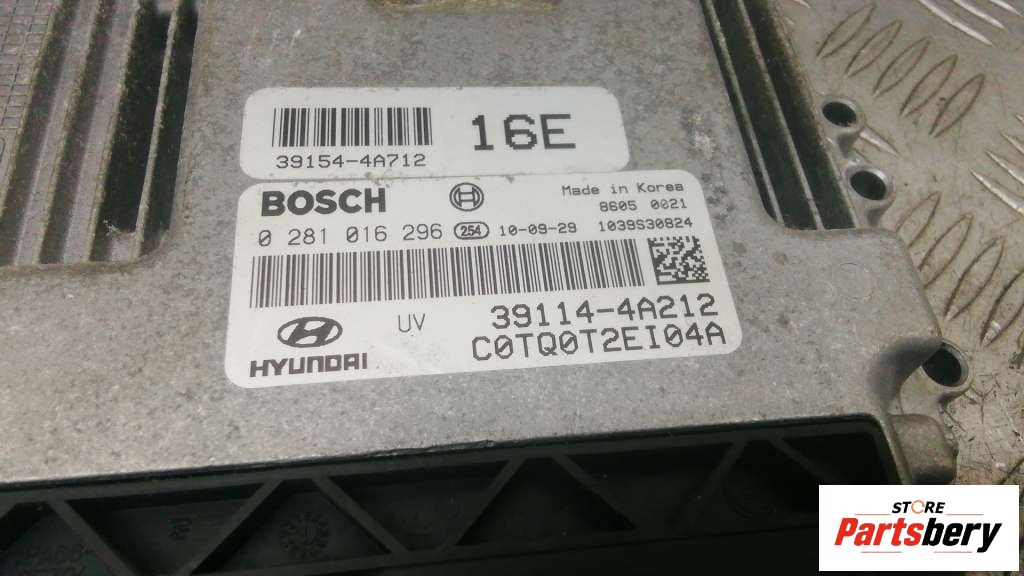 39154-4A712
16E
BOSCH
Made in Korea
8605 0021
0 281 016 296 254 10-09-29 1039S30824
39114-4A212
UV
C0TQ0T2EI04A
HYUNDAI
STORE
Partsbery